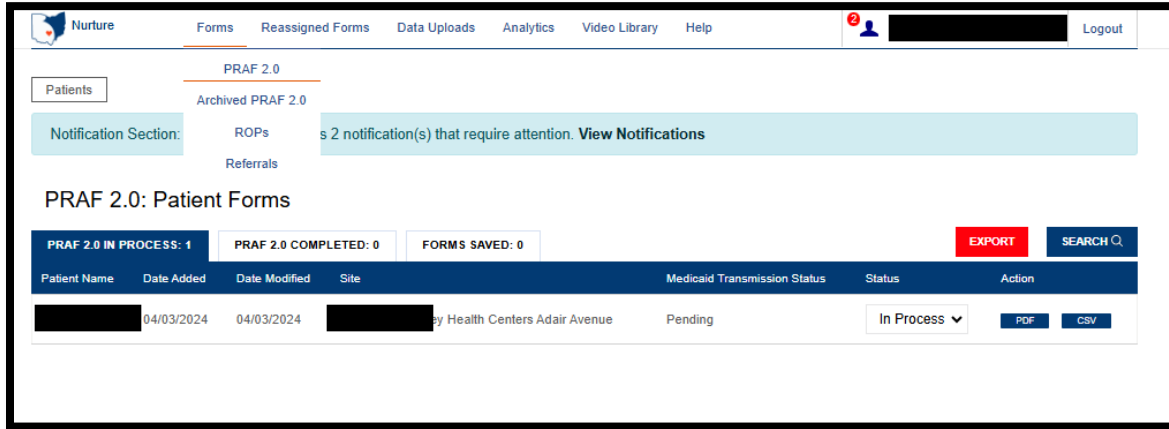 Nurture Forms Reassigned Forms Data Uploads Analytics Video Library Help 2 Logout
PRAF 2.0
Patients
Archived PRAF 2.0
Notification Section: ROPs s 2 notification(s) that require attention. View Notifications
Referrals
PRAF 2.0: Patient Forms
PRAF 2.0 IN PROCESS: 1 PRAF 2.0 COMPLETED: 0 FORMS SAVED: 0 EXPORT SEARCH
Patient Name Date Added Date Modified Site Medicaid Transmission Status Status Action
04/03/2024 04/03/2024 ey Health Centers Adair Avenue Pending In Process PDF CSV